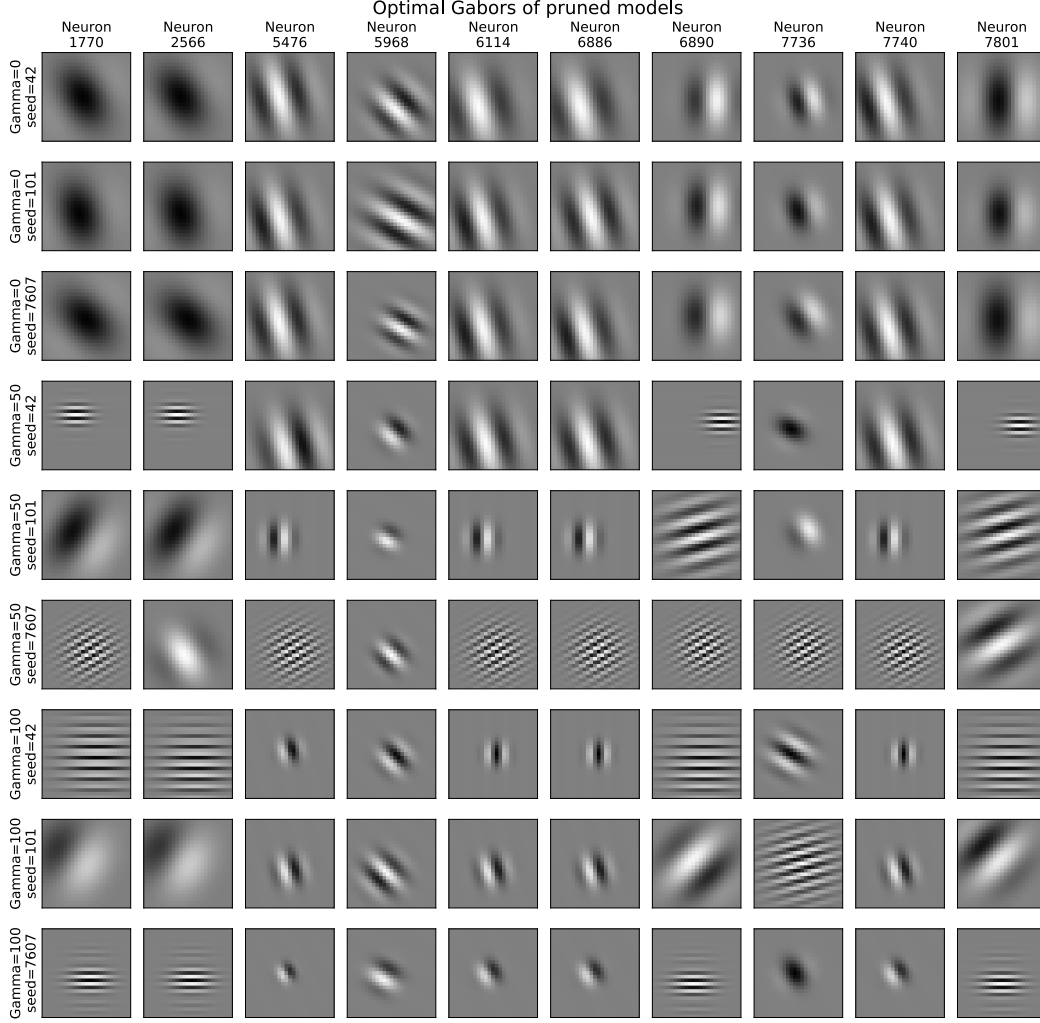 Optimal Gabors of pruned models
Neuron 1770
Neuron 2566
Neuron 5476
Neuron 5968
Neuron 6114
Neuron 6886
Neuron 6890
Neuron 7736
Neuron 7740
Neuron 7801
Gamma=0
seed=42
Gamma=0
seed=101
Gamma=0
seed=7607
Gamma=50
seed=42
Gamma=50
seed=101
Gamma=50
seed=7607
Gamma=100
seed=42
Gamma=100
seed=101
Gamma=100
seed=7607